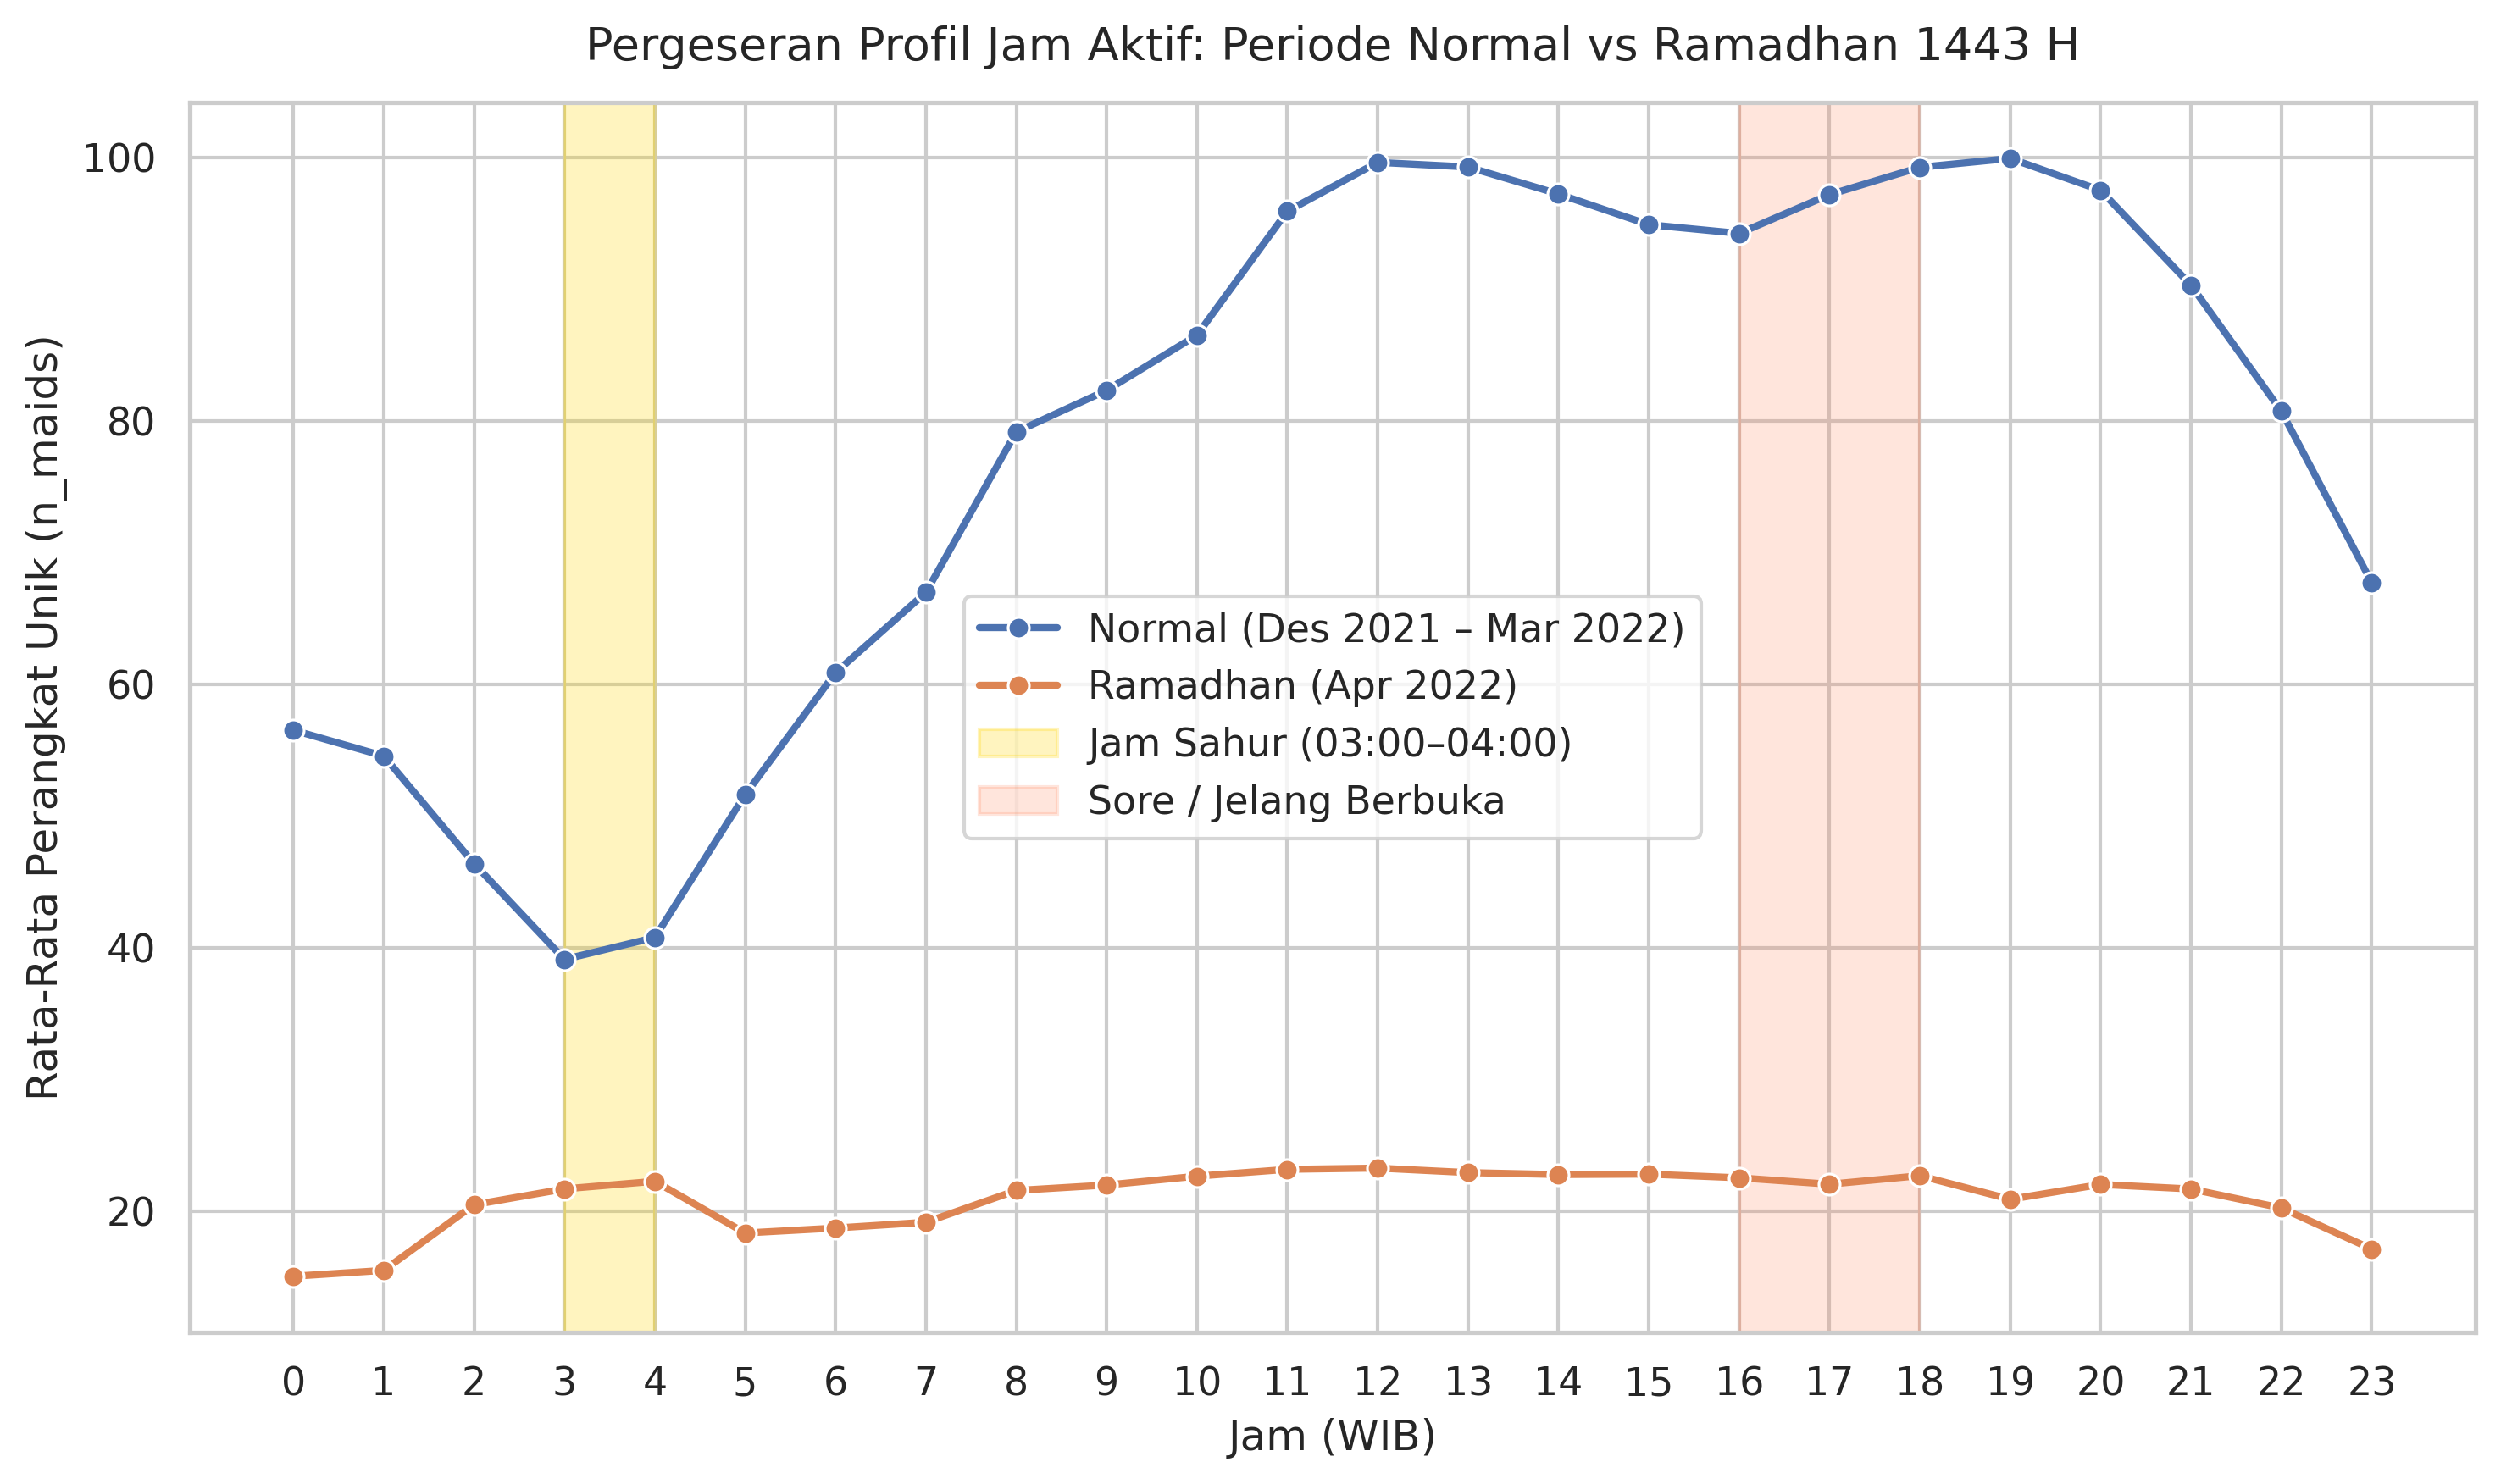 Pergeseran Profil Jam Aktif: Periode Normal vs Ramadhan 1443 H
Rata-Rata Perangkat Unik (n_maids)
100
80
60
40
20
Normal (Des 2021 – Mar 2022)
Ramadhan (Apr 2022)
Jam Sahur (03:00–04:00)
Sore / Jelang Berbuka
0 1 2 3 4 5 6 7 8 9 10 11 12 13 14 15 16 17 18 19 20 21 22 23
Jam (WIB)